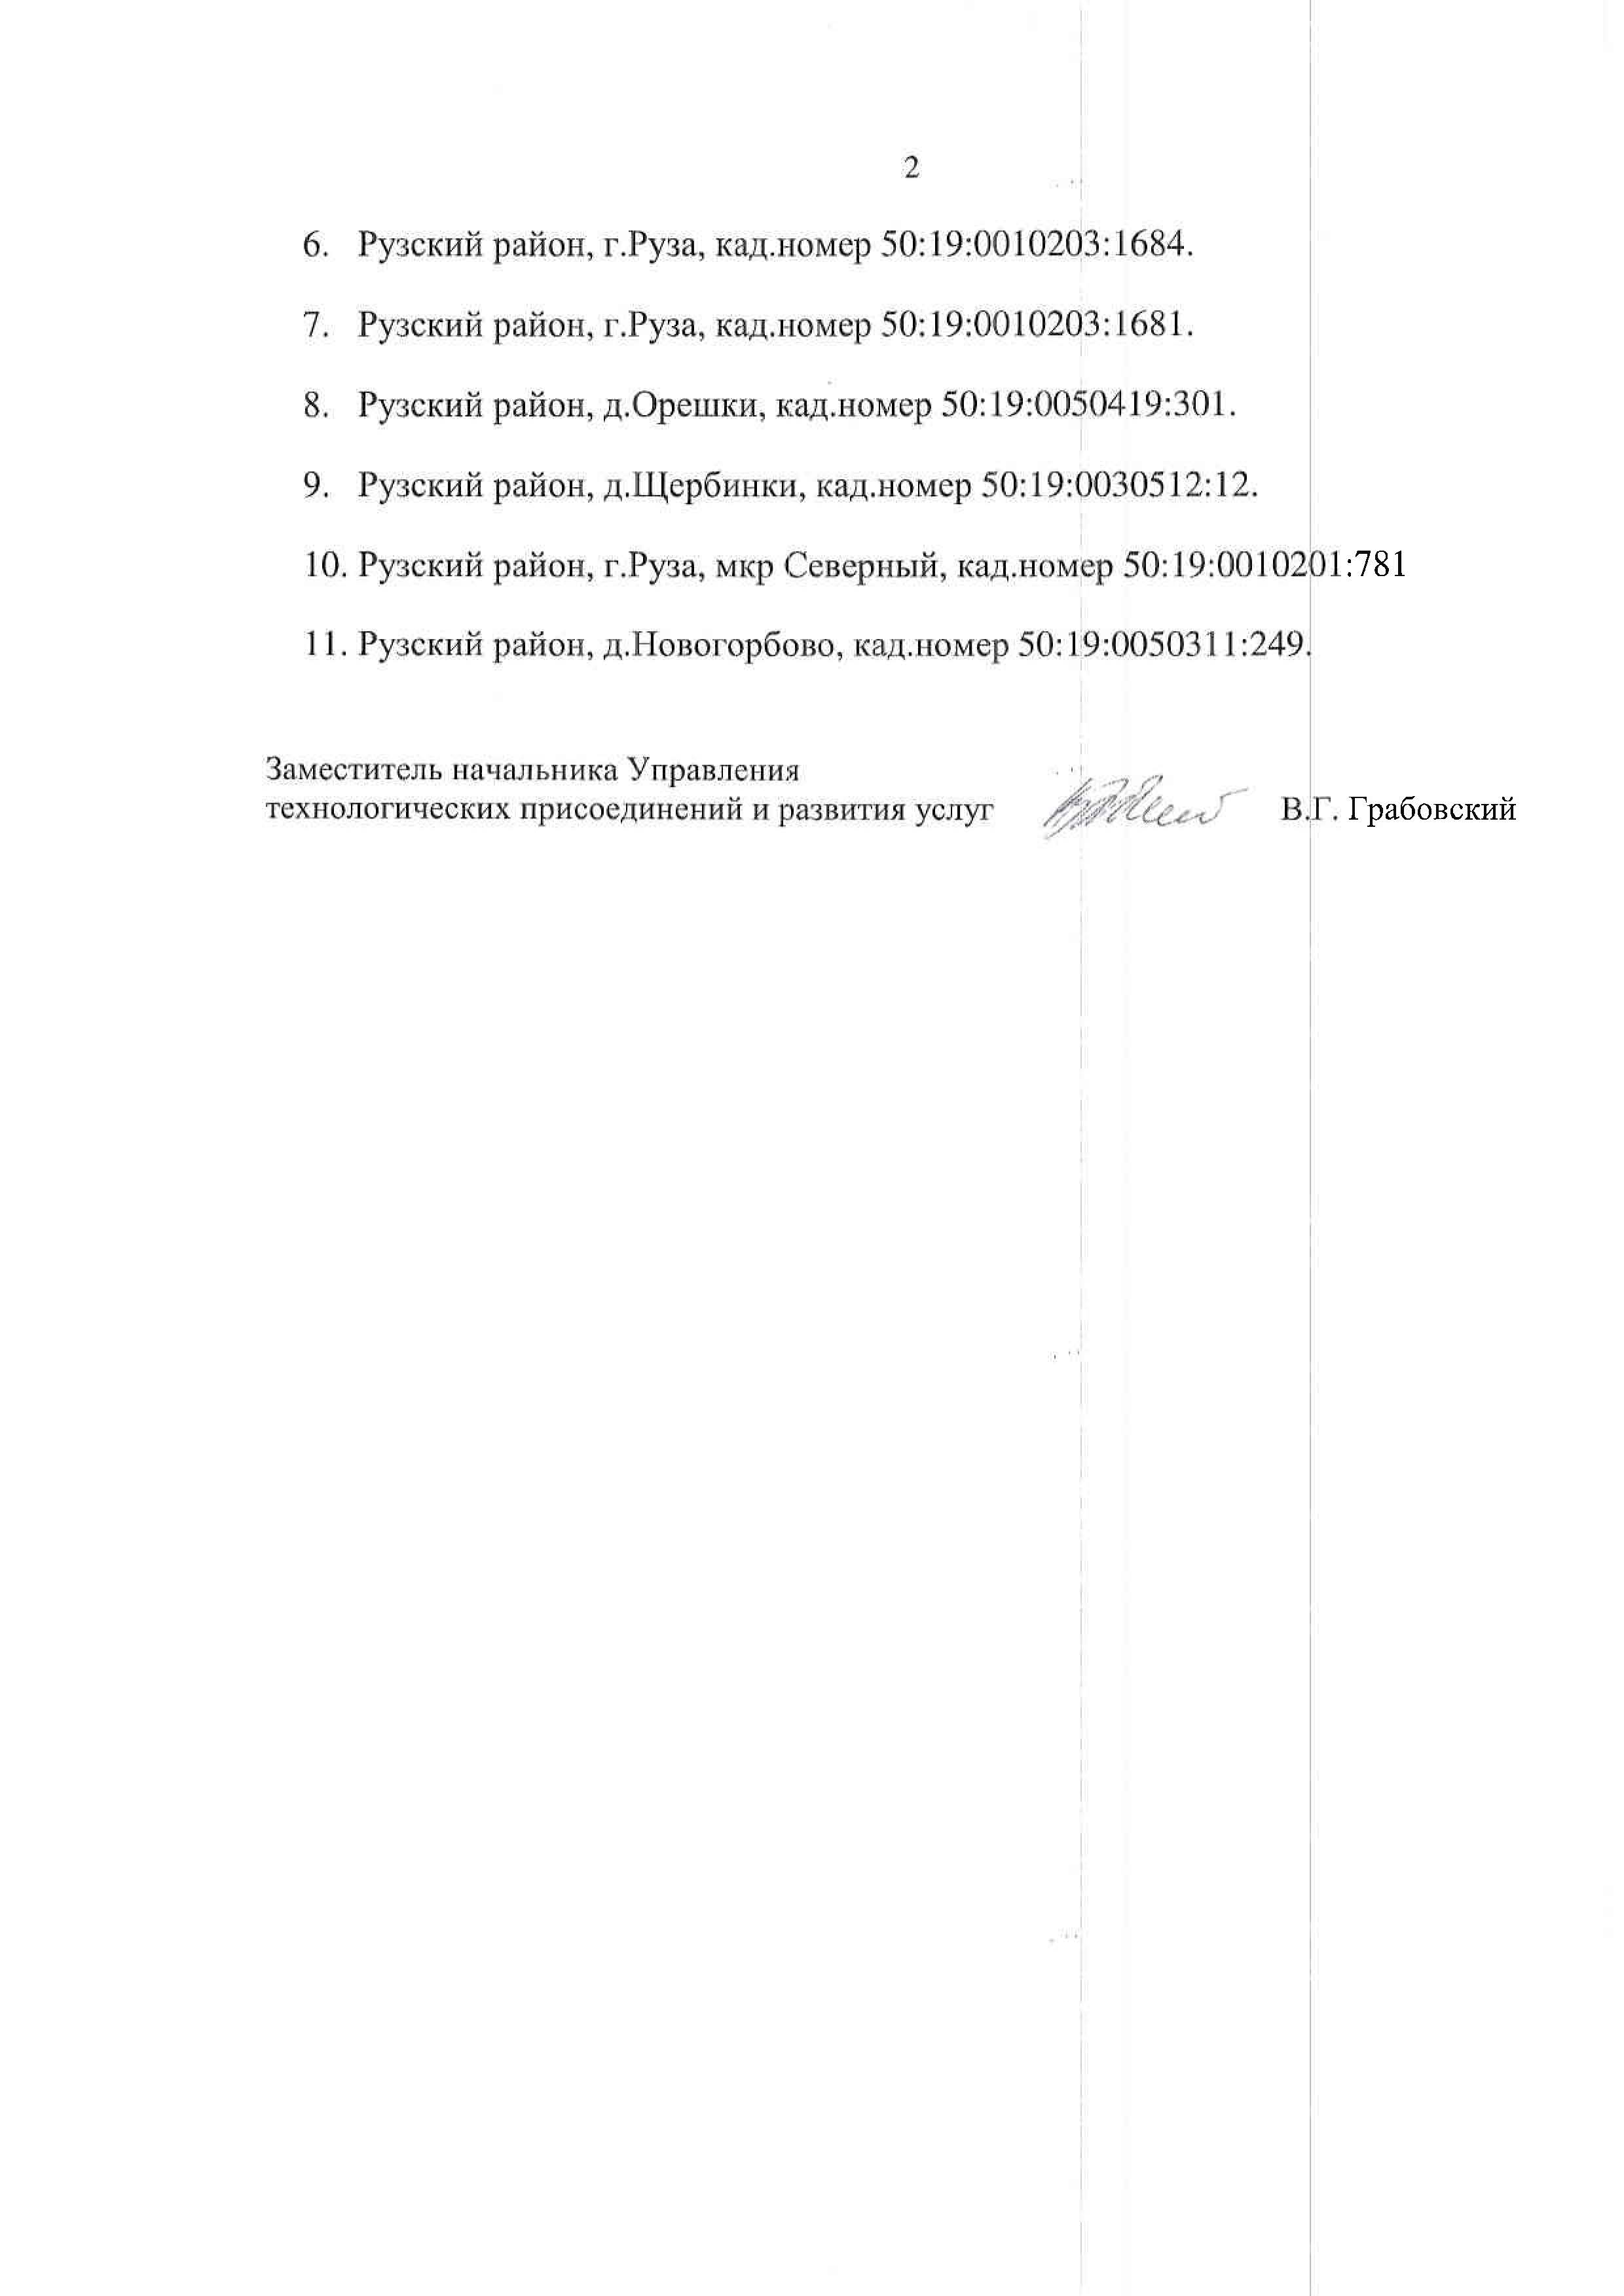 2
6. Рузский район, г.Руза, кад.номер 50:19:0010203:1684.
7. Рузский район, г.Руза, кад.номер 50:19:0010203:1681.
8. Рузский район, д.Орешки, кад.номер 50:19:0050419:301.
9. Рузский район, д.Щербинки, кад.номер 50:19:0030512:12.
10. Рузский район, г.Руза, мкр Северный, кад.номер 50:19:0010201:781
11. Рузский район, д.Новогорбово, кад.номер 50:19:0050311:249.
Заместитель начальника Управления
технологических присоединений и развития услуг В.Г. Грабовский